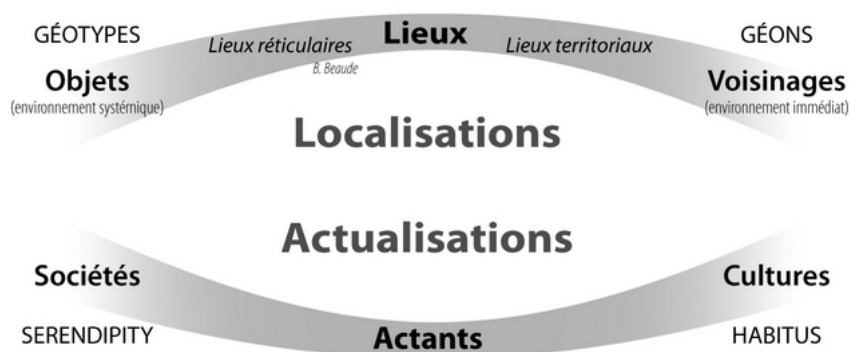 GÉOTYPES Lieux réticulaires Lieux Lieux territoriaux GÉONS
B. Beaude
Objets Voisinages
(environnement systémique) (environnement immédiat)
Localisations
Actualisations
Sociétés Cultures
SERENDIPITY Actants HABITUS